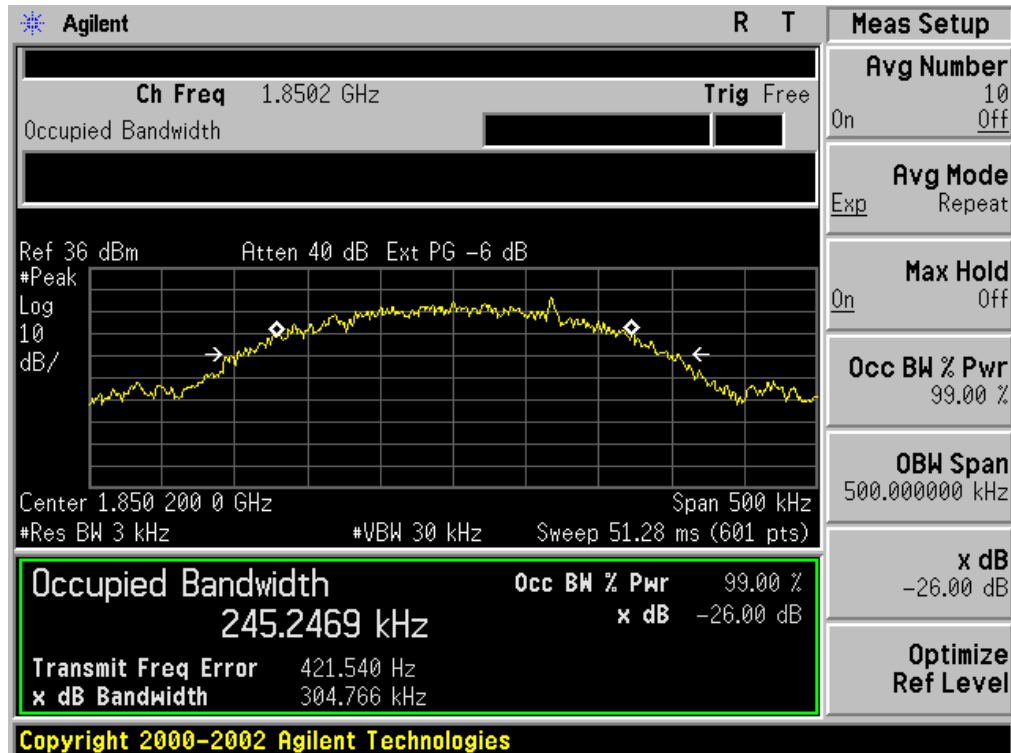 Agilent R T
Ch Freq 1.8502 GHz Trig Free
Occupied Bandwidth
Ref 36 dBm Atten 40 dB Ext PG -6 dB
#Peak
Log
10
dB/
Center 1.850 200 0 GHz Span 500 kHz
#Res BW 3 kHz #VBW 30 kHz Sweep 51.28 ms (601 pts)
Occupied Bandwidth
245.2469 kHz
Occ BW % Pwr 99.00 %
x dB -26.00 dB
Transmit Freq Error 421.540 Hz
x dB Bandwidth 304.766 kHz
Copyright 2000-2002 Agilent Technologies
Meas Setup
Avg Number
10
On Off
Avg Mode
Exp Repeat
Max Hold
On Off
Occ BW % Pwr
99.00 %
OBW Span
500.000000 kHz
x dB
-26.00 dB
Optimize
Ref Level